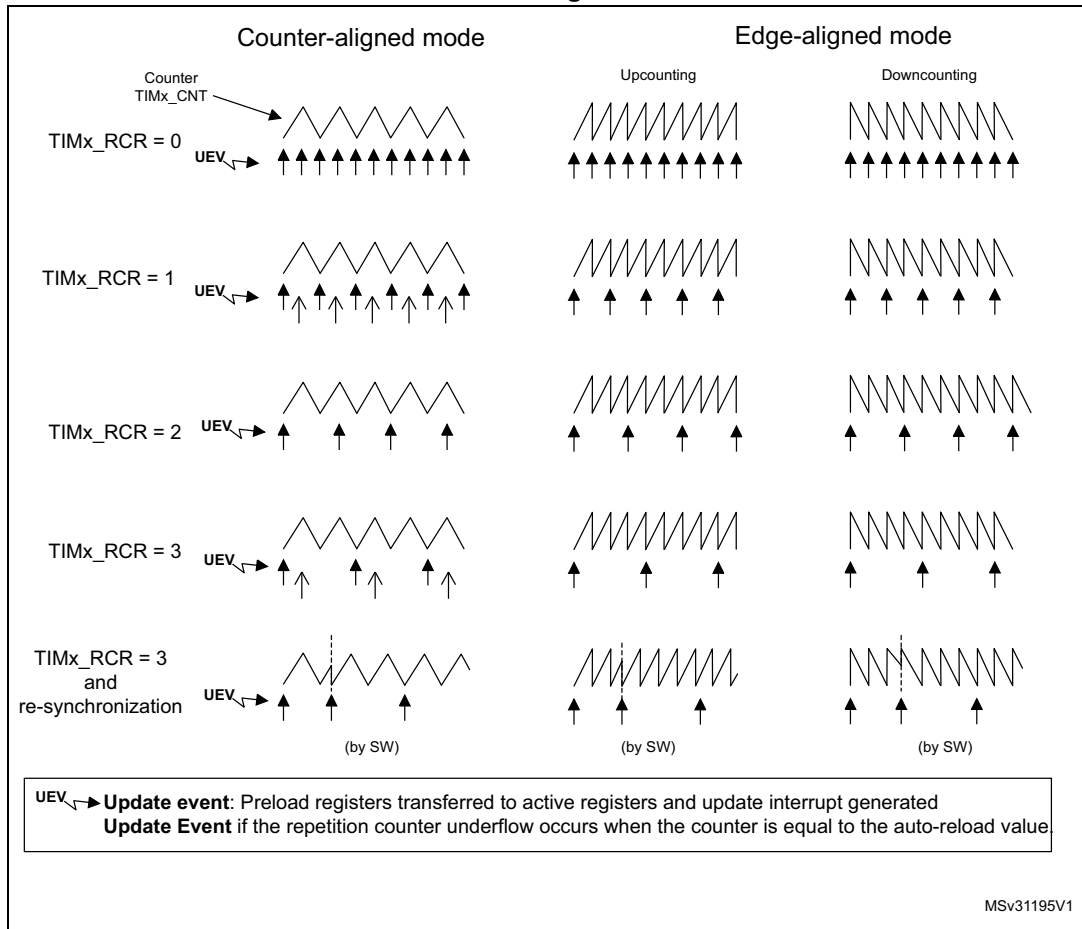 Counter-aligned mode
Edge-aligned mode
Counter
TIMx_CNT
Upcounting
Downcounting
TIMx_RCR = 0
UEV
TIMx_RCR = 1
UEV
TIMx_RCR = 2
UEV
TIMx_RCR = 3
UEV
TIMx_RCR = 3
and
re-synchronization
UEV
(by SW)
(by SW)
(by SW)
UEV Update event: Preload registers transferred to active registers and update interrupt generated
Update Event if the repetition counter underflow occurs when the counter is equal to the auto-reload value.
MSv31195V1